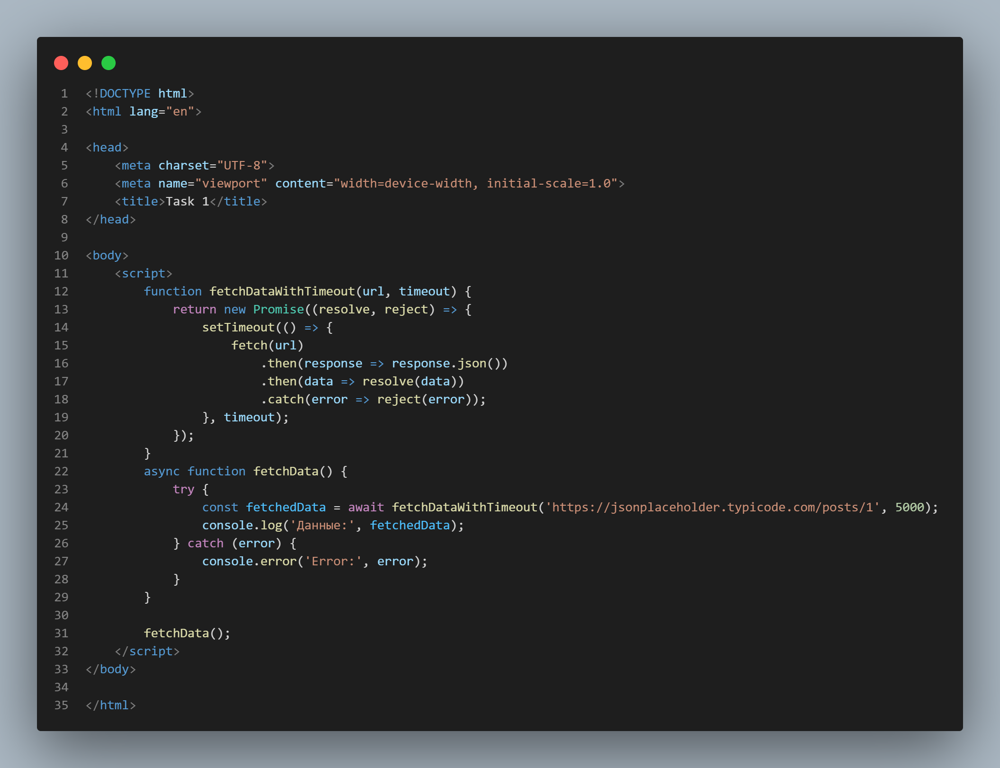 1 <!DOCTYPE html>
2 <html lang="en">
3
4 <head>
5     <meta charset="UTF-8">
6     <meta name="viewport" content="width=device-width, initial-scale=1.0">
7     <title>Task 1</title>
8 </head>
9
10 <body>
11     <script>
12         function fetchDataWithTimeout(url, timeout) {
13             return new Promise((resolve, reject) => {
14                 setTimeout(() => {
15                     fetch(url)
16                         .then(response => response.json())
17                         .then(data => resolve(data))
18                         .catch(error => reject(error));
19                 }, timeout);
20             });
21         }
22         async function fetchData() {
23             try {
24                 const fetchedData = await fetchDataWithTimeout('https://jsonplaceholder.typicode.com/posts/1', 5000);
25                 console.log('Данные:', fetchedData);
26             } catch (error) {
27                 console.error('Error:', error);
28             }
29         }
30
31         fetchData();
32     </script>
33 </body>
34
35 </html>